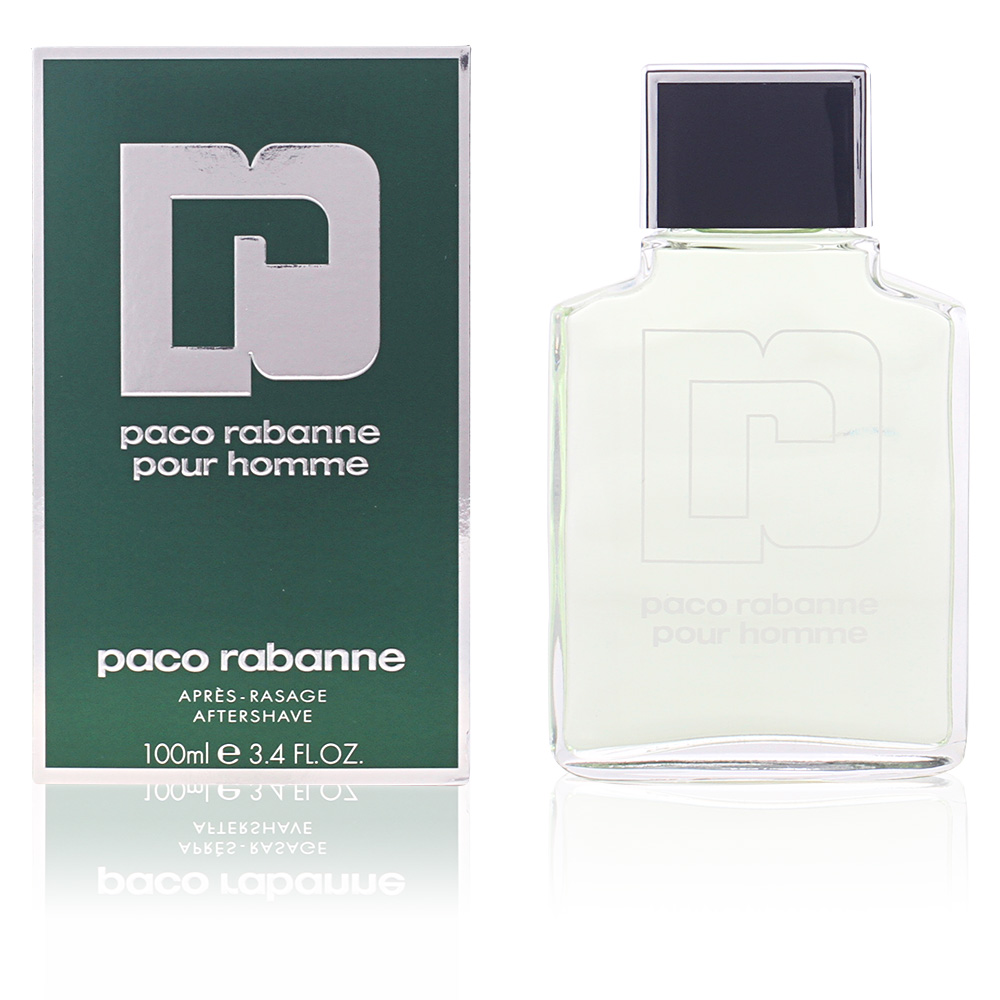 paco rabanne
pour homme
paco rabanne
APRÈS-RASAGE
AFTERSHAVE
100ml e 3.4 FL.OZ.
paco rabanne
pour homme